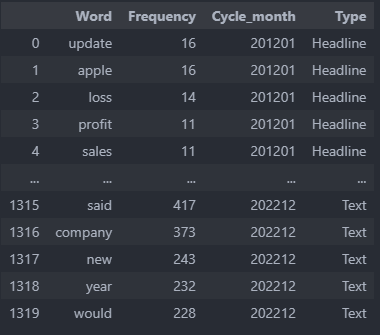 Word Frequency Cycle_month Type
0 update 16 201201 Headline
1 apple 16 201201 Headline
2 loss 14 201201 Headline
3 profit 11 201201 Headline
4 sales 11 201201 Headline
... ... ... ... ...
1315 said 417 202212 Text
1316 company 373 202212 Text
1317 new 243 202212 Text
1318 year 232 202212 Text
1319 would 228 202212 Text